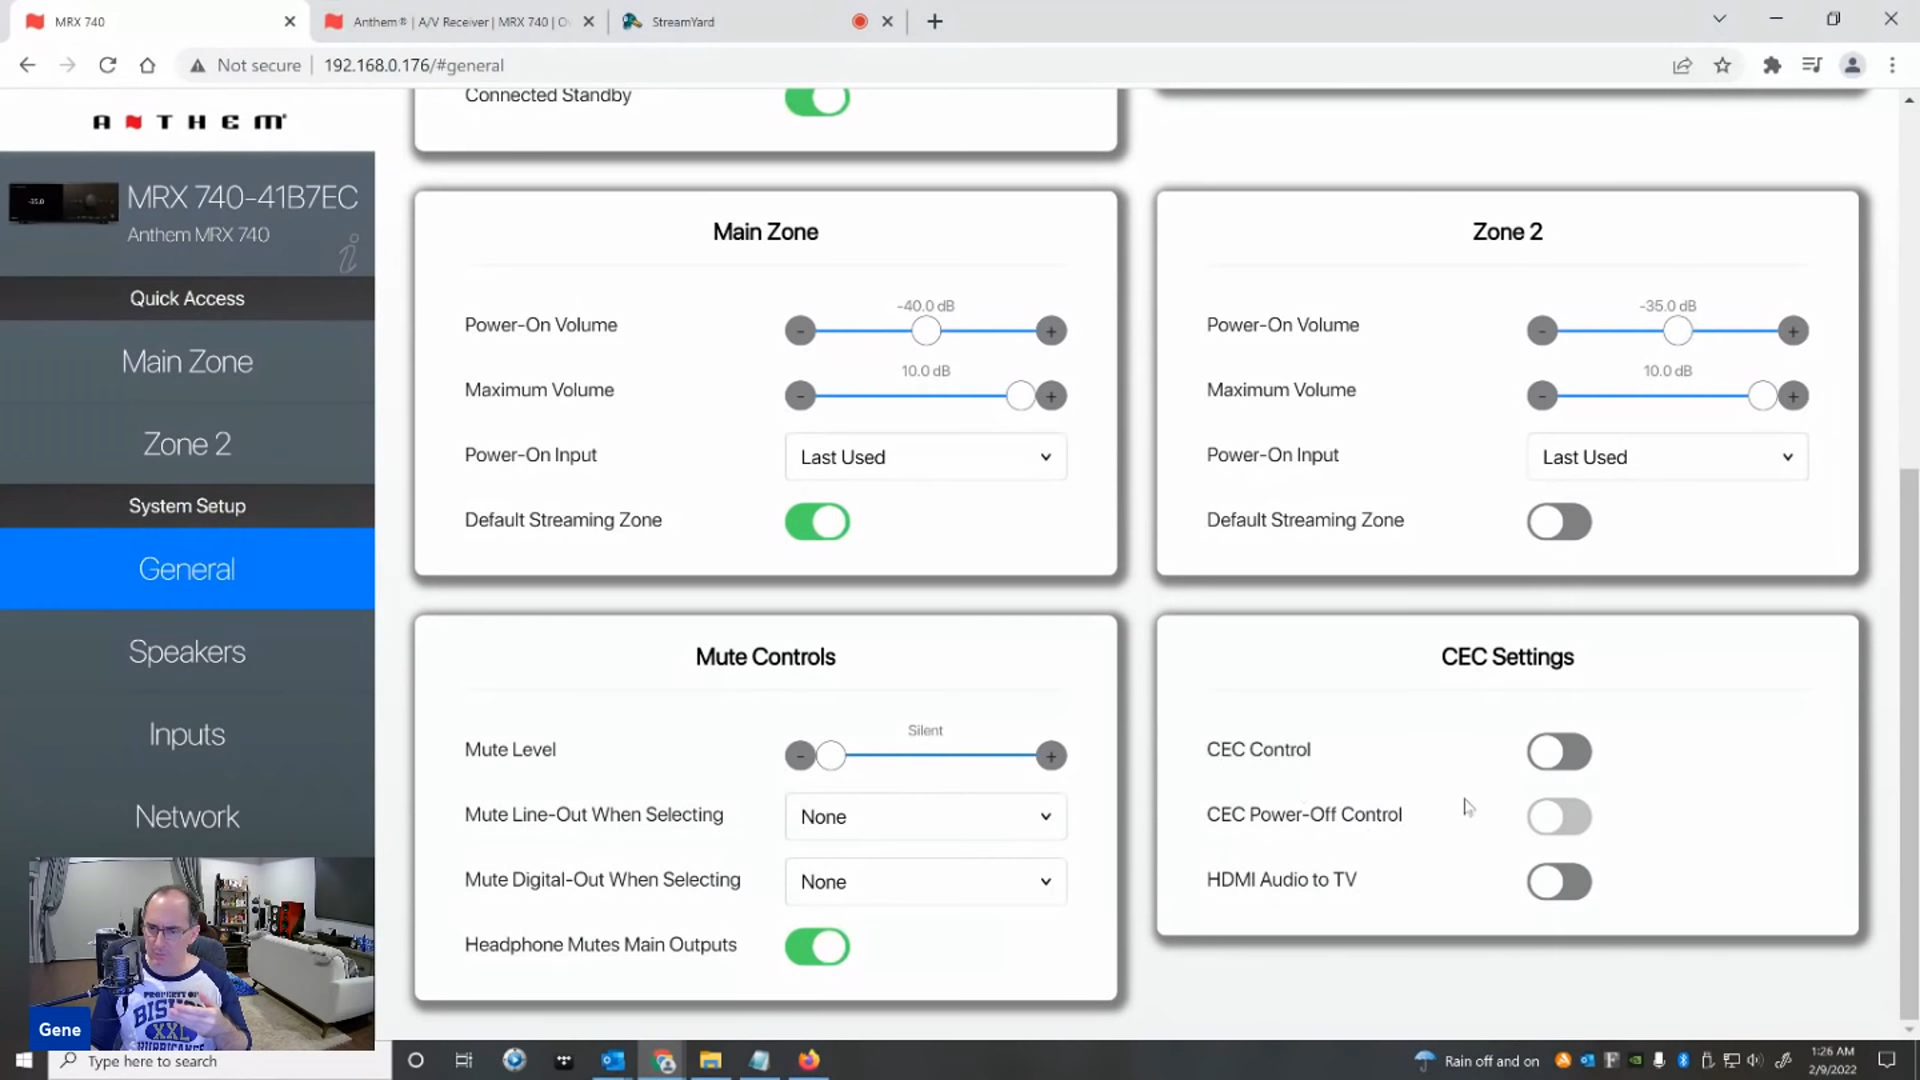 MRX 740
Anthem® | A/V Receiver | MRX 740 | O
StreamYard
Not secure
192.168.0.176/#general
Connected Standby
ANTHEM
MRX 740-41B7EC
Anthem MRX 740
-35.0
Quick Access
Main Zone
Zone 2
System Setup
General
Speakers
Inputs
Network
Main Zone
Power-On Volume
-40.0 dB
Maximum Volume
10.0 dB
Power-On Input
Last Used
Default Streaming Zone
Zone 2
Power-On Volume
-35.0 dB
Maximum Volume
10.0 dB
Power-On Input
Last Used
Default Streaming Zone
Mute Controls
Mute Level
Silent
Mute Line-Out When Selecting
None
Mute Digital-Out When Selecting
None
Headphone Mutes Main Outputs
CEC Settings
CEC Control
CEC Power-Off Control
HDMI Audio to TV
PROPERTY OF
XXL
Gene
Type here to search
Rain off and on
1:26 AM
2/9/2022